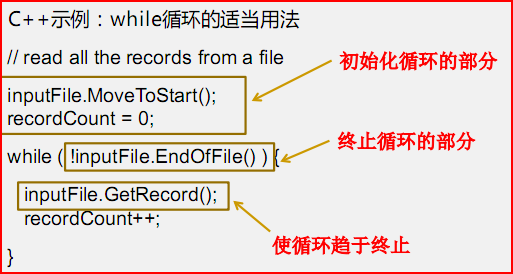 C++示例：while循环的适当用法
// read all the records from a file
初始化循环的部分
inputFile.MoveToStart();
recordCount = 0;
while ( !inputFile.EndOfFile() ) {
终止循环的部分
inputFile.GetRecord();
recordCount++;
使循环趋于终止
}